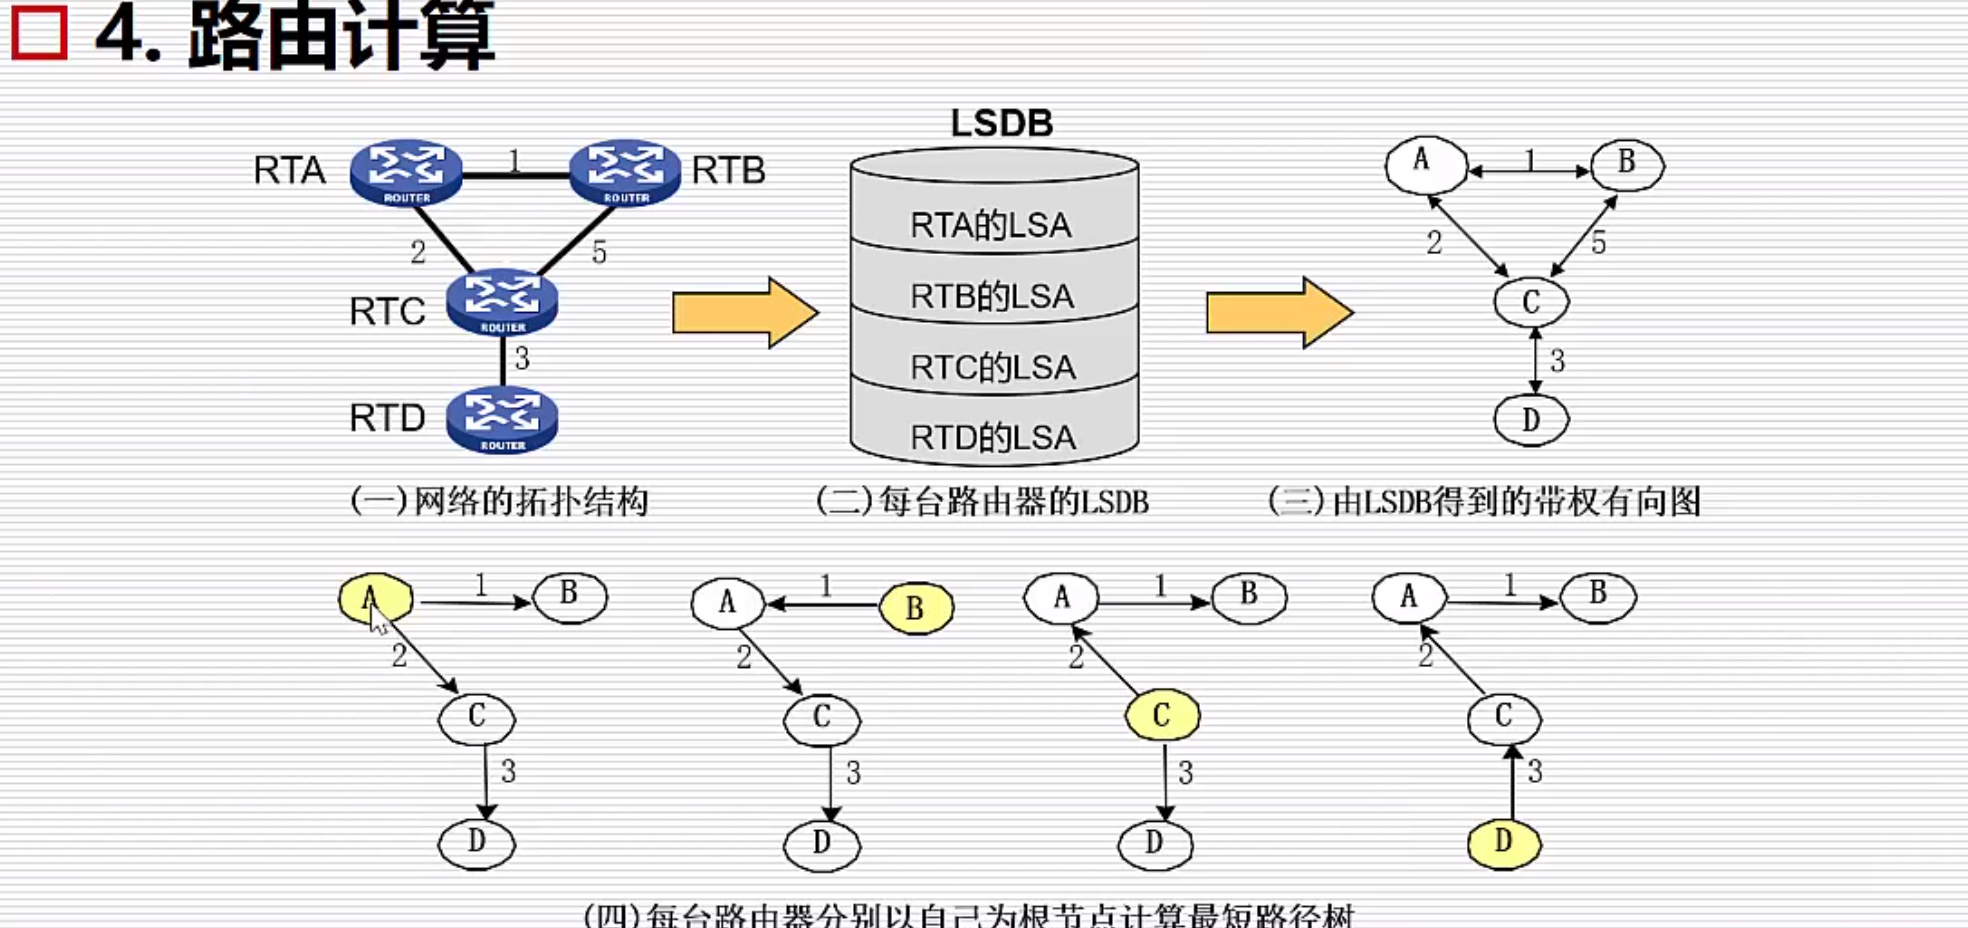 4. 路由计算
LSDB
RTA
ROUTER
1
ROUTER
RTB
2
5
RTC
ROUTER
3
RTD
ROUTER
RTA的LSA
RTB的LSA
RTC的LSA
RTD的LSA
A
1
B
2
5
C
3
D
(一)网络的拓扑结构
(二)每台路由器的LSDB
(三)由LSDB得到的带权有向图
A
1
B
2
C
3
D
A
1
B
2
C
3
D
A
1
B
2
C
3
D
A
1
B
2
C
3
D
(四)每台路由器分别以自己为根节点计算最短路径树